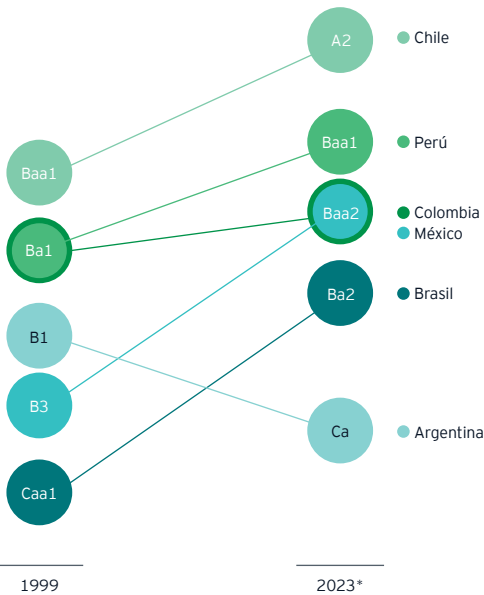 A2
Chile
Baa1
Baa1
Perú
Baa2
Colombia
México
Ba1
Ba2
Brasil
B1
B3
Ca
Argentina
Caa1
1999
2023*